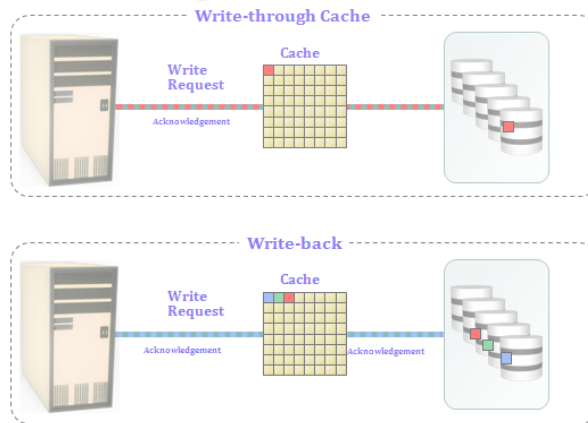 Write-through Cache
Cache
Write
Request
Acknowledgement
Write-back
Cache
Write
Request
Acknowledgement
Acknowledgement